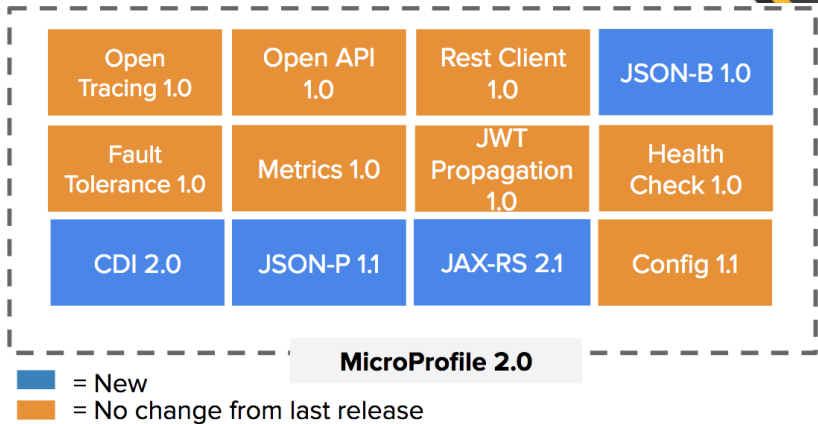 Open
Tracing 1.0
Open API
1.0
Rest Client
1.0
JSON-B 1.0
Fault
Tolerance 1.0
Metrics 1.0
JWT
Propagation
1.0
Health
Check 1.0
CDI 2.0
JSON-P 1.1
JAX-RS 2.1
Config 1.1
MicroProfile 2.0
= New
= No change from last release